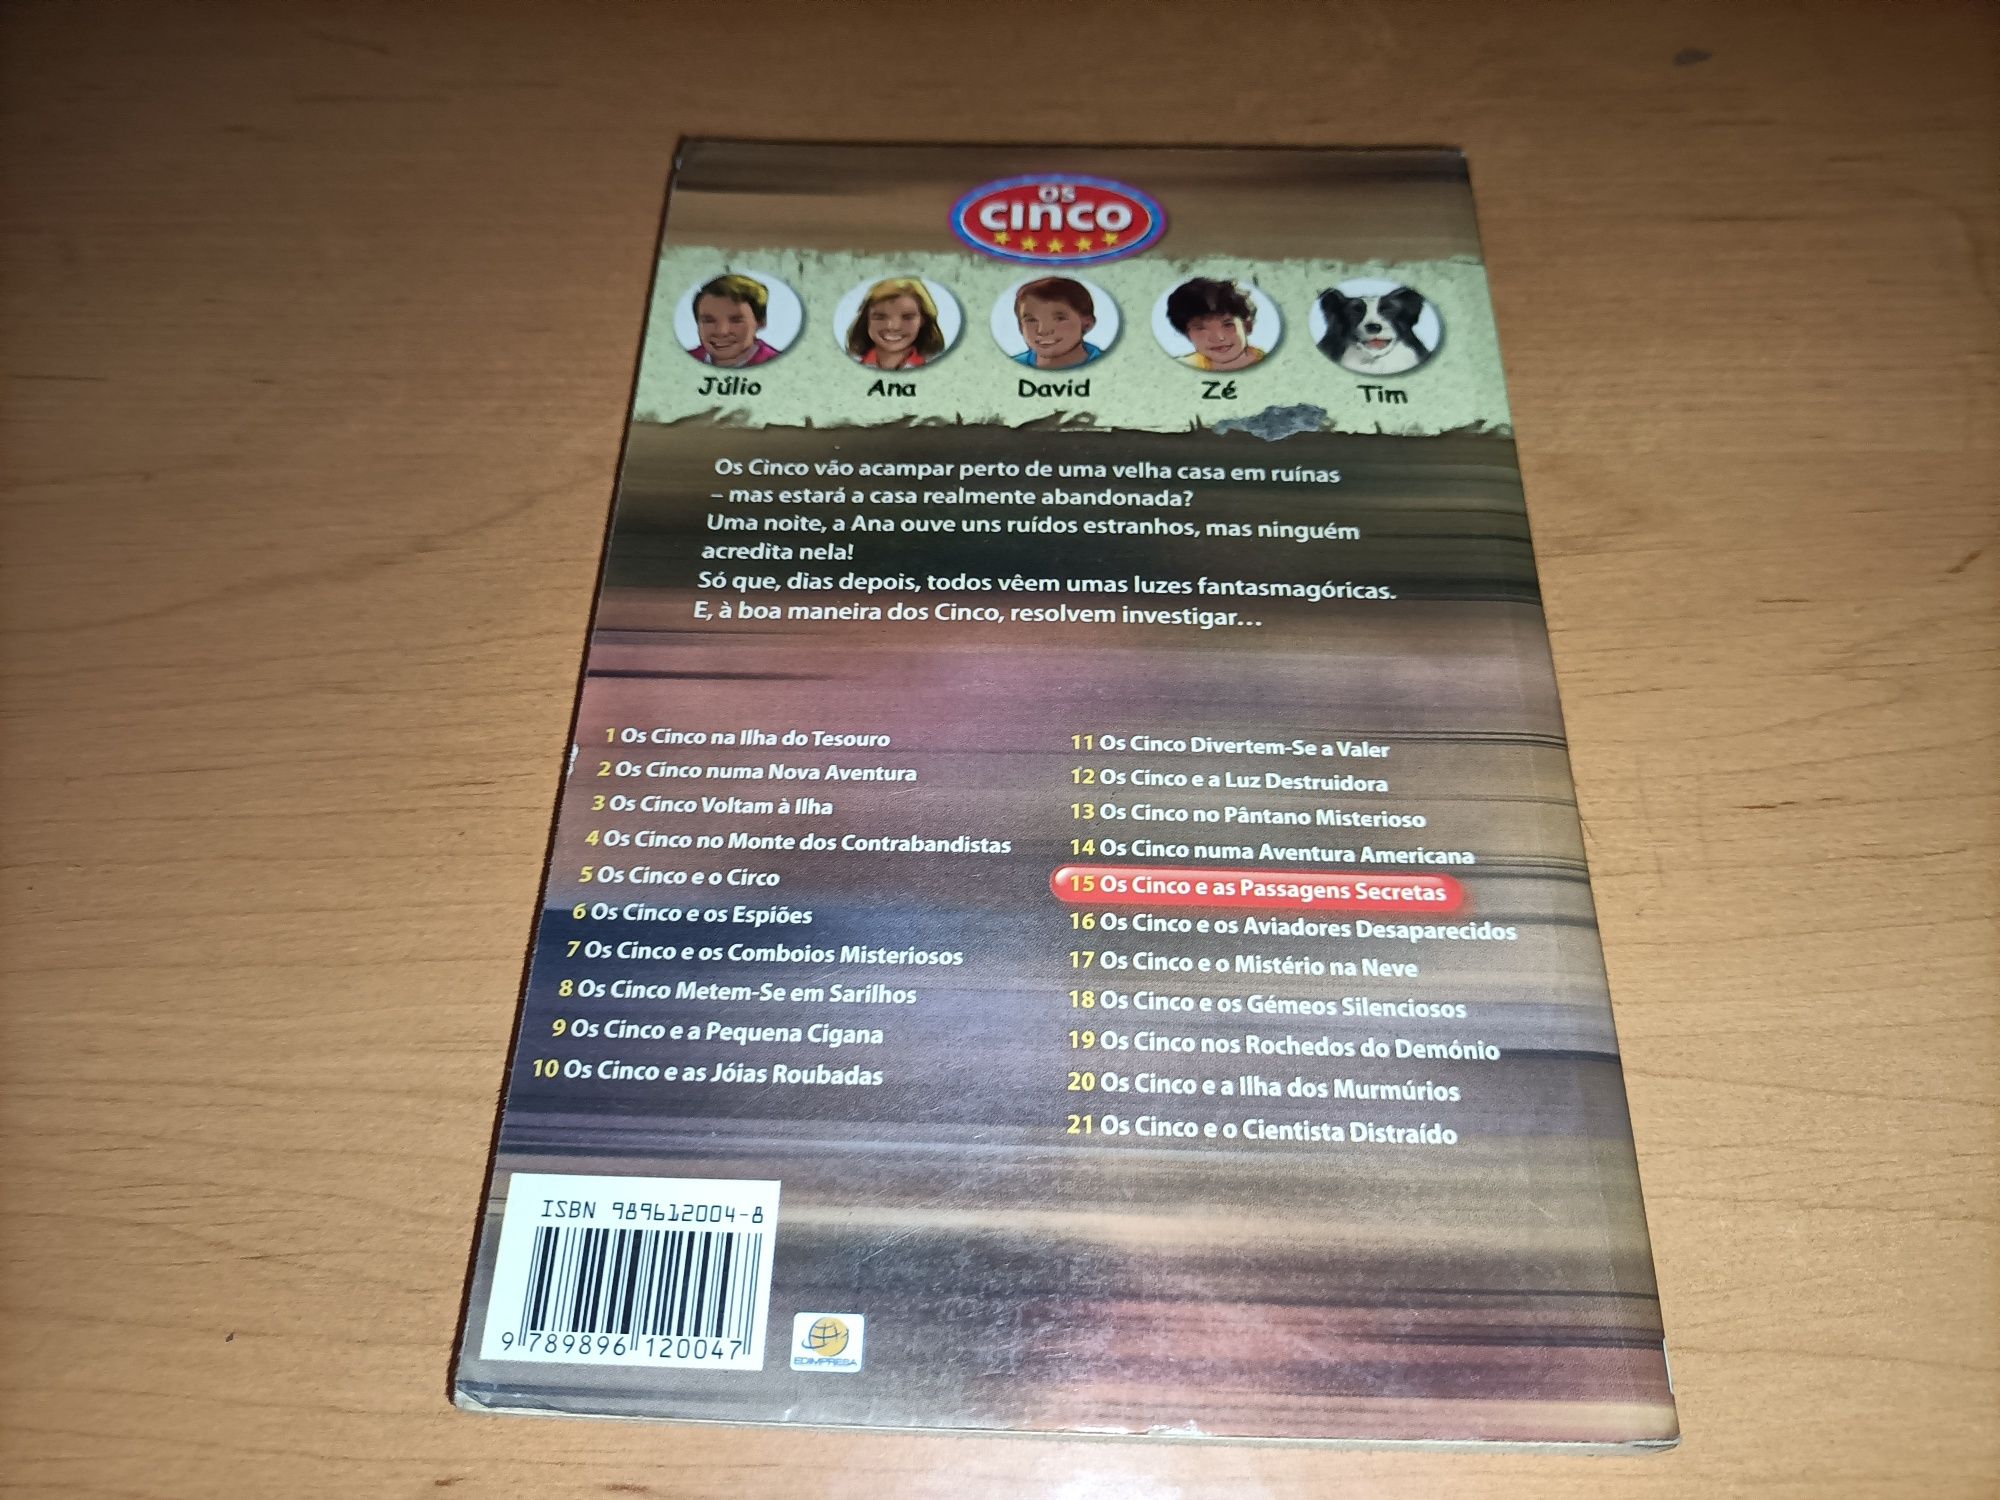 OS
CINCO
Júlio
Ana
David
Zé
Tim
Os Cinco vão acampar perto de uma velha casa em ruínas
– mas estará a casa realmente abandonada?
Uma noite, a Ana ouve uns ruídos estranhos, mas ninguém
acredita nela!
Só que, dias depois, todos vêem umas luzes fantasmagóricas.
E, à boa maneira dos Cinco, resolvem investigar…
1 Os Cinco na Ilha do Tesouro
2 Os Cinco numa Nova Aventura
3 Os Cinco Voltam à Ilha
4 Os Cinco no Monte dos Contrabandistas
5 Os Cinco e o Circo
6 Os Cinco e os Espiões
7 Os Cinco e os Comboios Misteriosos
8 Os Cinco Metem-Se em Sarilhos
9 Os Cinco e a Pequena Cigana
10 Os Cinco e as Jóias Roubadas
11 Os Cinco Divertem-Se a Valer
12 Os Cinco e a Luz Destruidora
13 Os Cinco no Pântano Misterioso
14 Os Cinco numa Aventura Americana
15 Os Cinco e as Passagens Secretas
16 Os Cinco e os Aviadores Desaparecidos
17 Os Cinco e o Mistério na Neve
18 Os Cinco e os Gémeos Silenciosos
19 Os Cinco nos Rochedos do Demónio
20 Os Cinco e a Ilha dos Murmúrios
21 Os Cinco e o Cientista Distraído
ISBN 989612004-8
9 789896 120047
EDIMPRESA